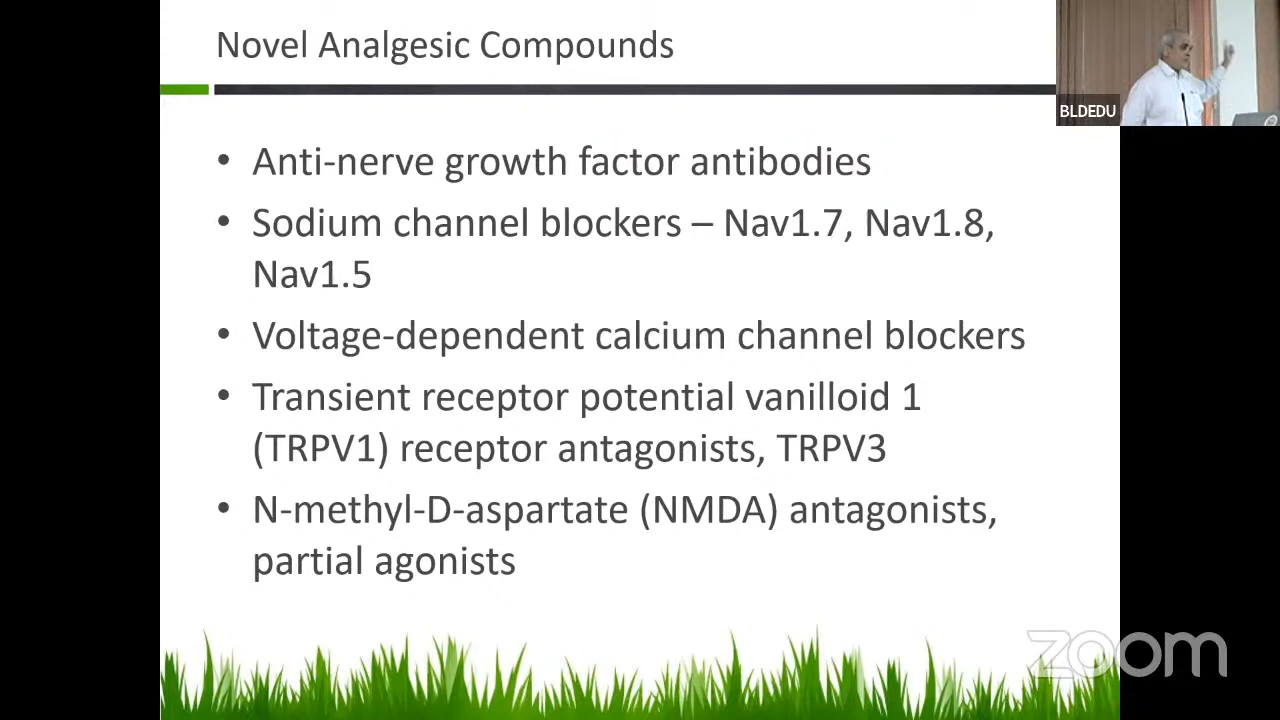 Novel Analgesic Compounds
BLDEDU
• Anti-nerve growth factor antibodies
• Sodium channel blockers – Nav1.7, Nav1.8,
Nav1.5
• Voltage-dependent calcium channel blockers
• Transient receptor potential vanilloid 1
(TRPV1) receptor antagonists, TRPV3
• N-methyl-D-aspartate (NMDA) antagonists,
partial agonists
zoom